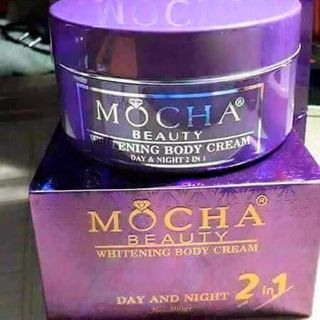 MOCHA®
BEAUTY
WHITENING BODY CREAM
DAY & NIGHT 2 IN 1
MOCHA®
BEAUTY
WHITENING BODY CREAM
DAY AND NIGHT 2 in 1